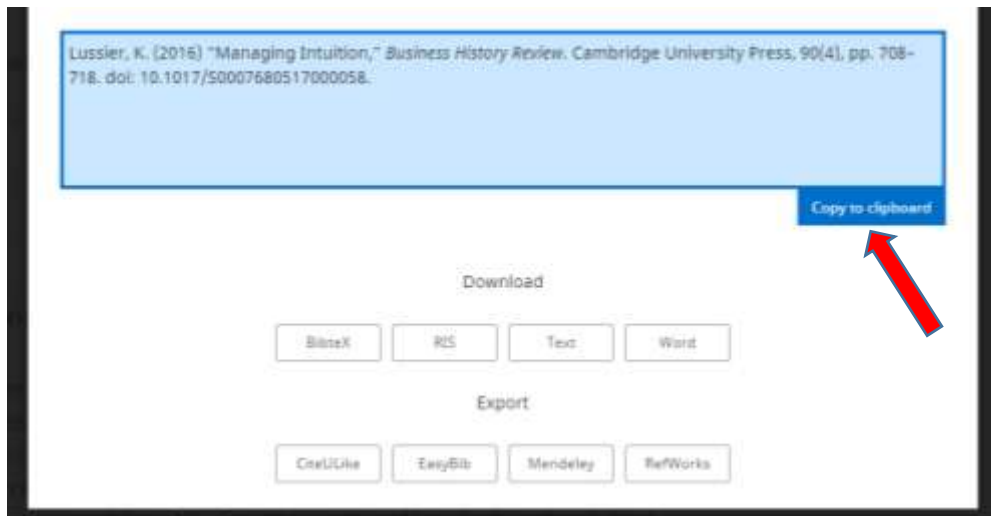 Lussier, K. (2016) "Managing Intuition," Business History Review. Cambridge University Press, 90(4), pp. 708–
718. doi: 10.1017/S0007680517000058.
Copy to clipboard
Download
BibteX RIS Text Word
Export
CiteULike EasyBib Mendeley RefWorks